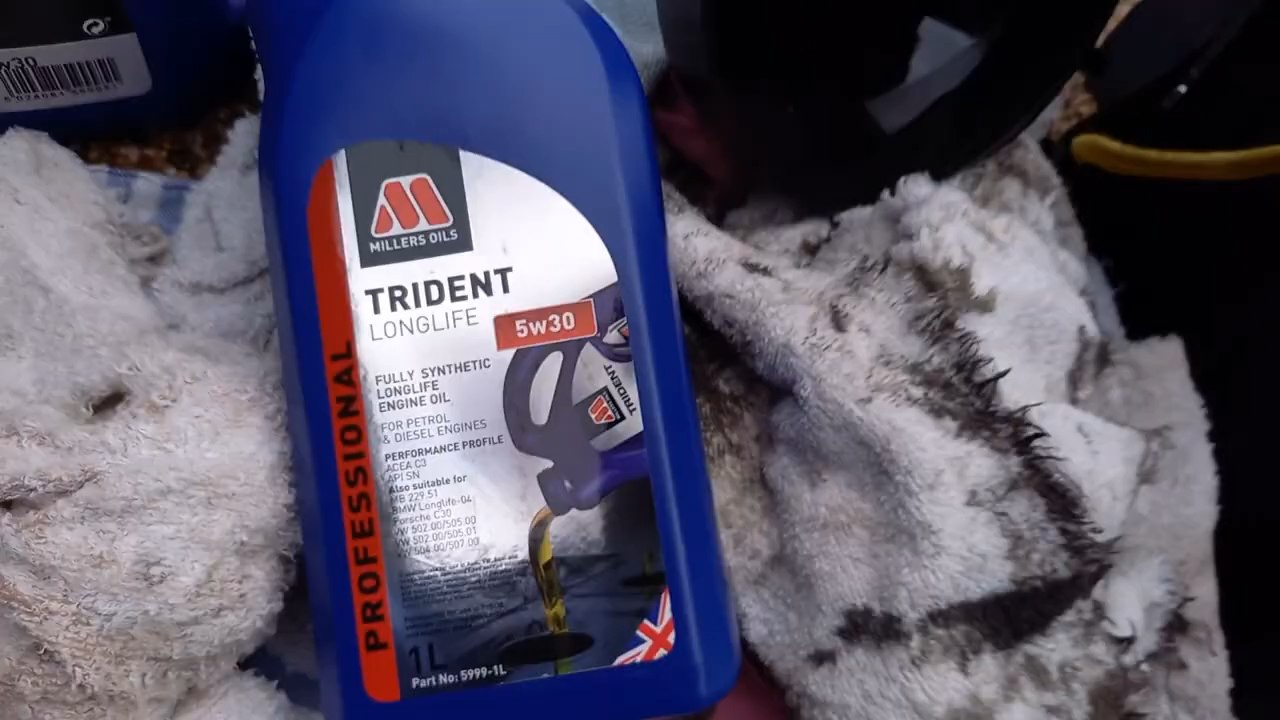 w30
MILLERS OILS
TRIDENT
LONGLIFE
5w30
FULLY SYNTHETIC
LONGLIFE
ENGINE OIL
FOR PETROL
& DIESEL ENGINES
PERFORMANCE PROFILE
ACEA C3
API SN
Also suitable for
MB 229.51
BMW Longlife-04
Porsche C30
VW 502.00/505.00
VW 502.00/505.01
VW 504.00/507.00
1L
Part No: 5999-1L
PROFESSIONAL
TRIDENT